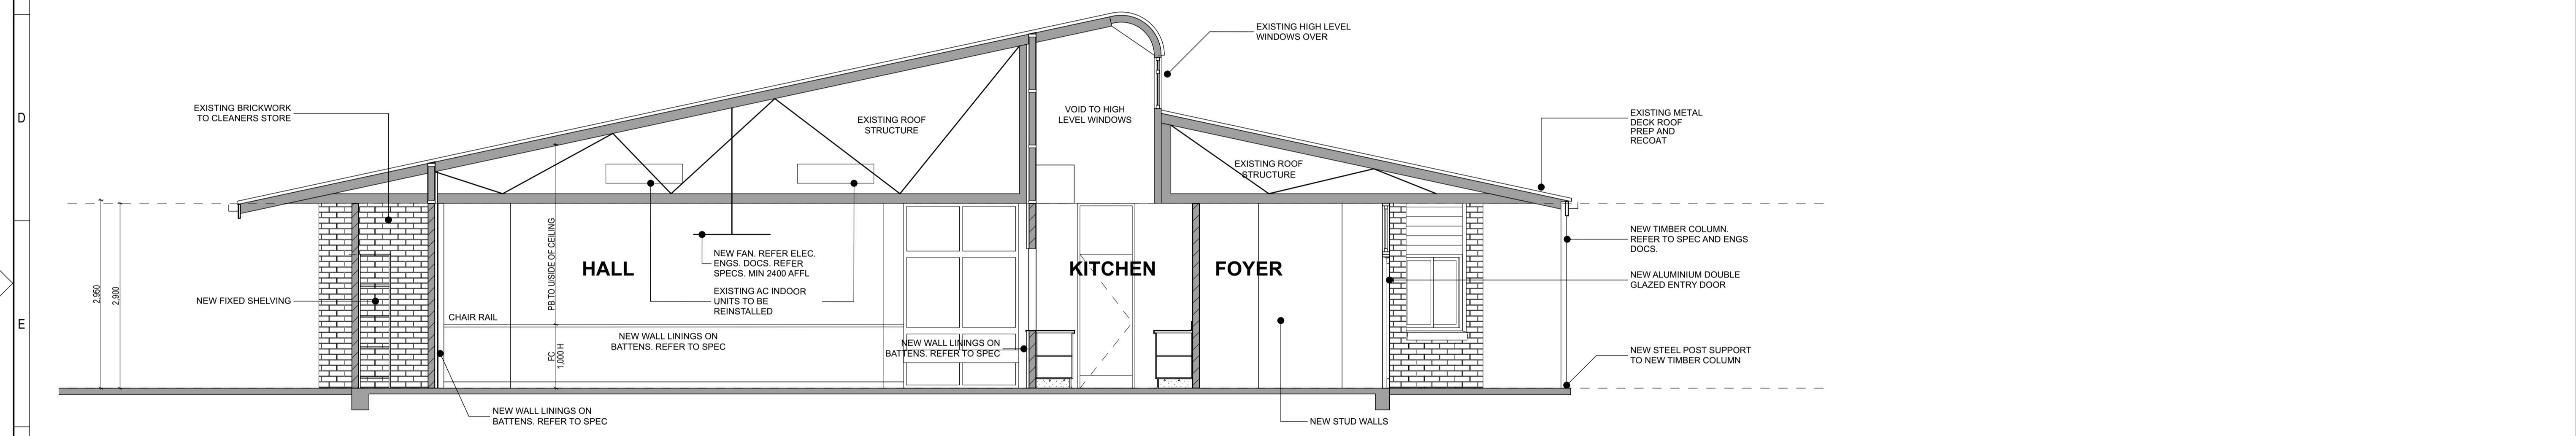 D
E
EXISTING HIGH LEVEL
WINDOWS OVER
EXISTING BRICKWORK
TO CLEANERS STORE
EXISTING ROOF
STRUCTURE
VOID TO HIGH
LEVEL WINDOWS
EXISTING METAL
DECK ROOF
PREP AND
RECOAT
EXISTING ROOF
STRUCTURE
2,950
2,900
NEW FIXED SHELVING
PB TO U/SIDE OF CEILING
HALL
NEW FAN. REFER ELEC.
ENGS. DOCS. REFER
SPECS. MIN 2400 AFFL
EXISTING AC INDOOR
UNITS TO BE
REINSTALLED
KITCHEN
FOYER
NEW TIMBER COLUMN.
REFER TO SPEC AND ENGS
DOCS.
NEW ALUMINIUM DOUBLE
GLAZED ENTRY DOOR
CHAIR RAIL
NEW WALL LININGS ON
BATTENS. REFER TO SPEC
FC
1,000 H
NEW WALL LININGS ON
BATTENS. REFER TO SPEC
NEW STEEL POST SUPPORT
TO NEW TIMBER COLUMN
NEW WALL LININGS ON
BATTENS. REFER TO SPEC
NEW STUD WALLS